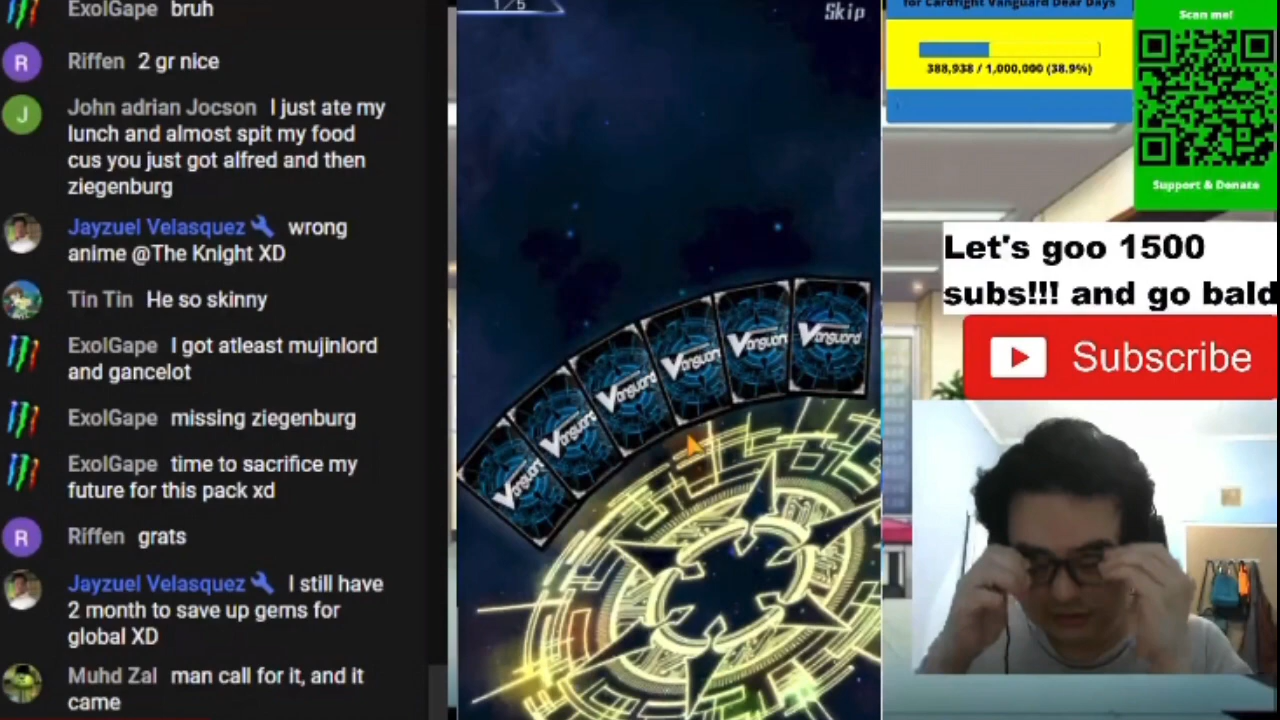 ExolGape bruh
Riffen 2 gr nice
John adrian Jocson I just ate my
lunch and almost spit my food
cus you just got alfred and then
ziegenburg
Jayzuel Velasquez wrong
anime @The Knight XD
Tin Tin He so skinny
ExolGape I got atleast mujinlord
and gancelot
ExolGape missing ziegenburg
ExolGape time to sacrifice my
future for this pack xd
Riffen grats
Jayzuel Velasquez I still have
2 month to save up gems for
global XD
Muhd Zal man call for it, and it
came
1/5
Skip
Vanguard
Vanguard
Vanguard
Vanguard
Vanguard
Vanguard
for Cardfight Vanguard Dear Days
388,938 / 1,000,000 (38.9%)
Scan me!
Support & Donate
Let's goo 1500
subs!!! and go bald
Subscribe